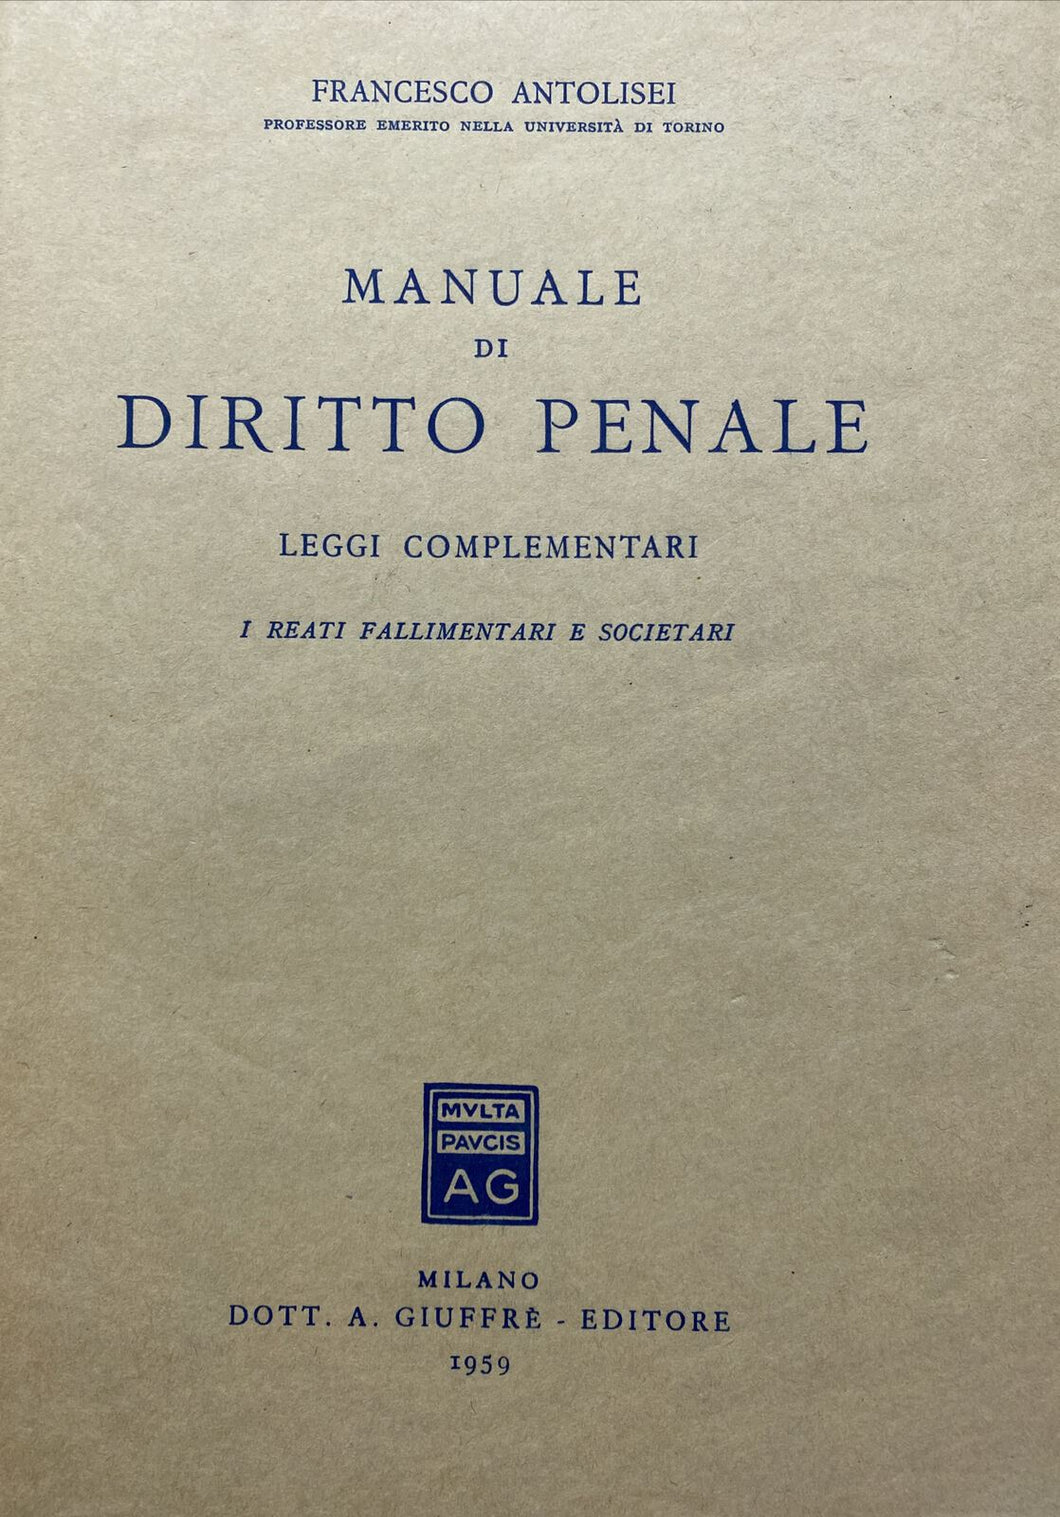 FRANCESCO ANTOLISEI
PROFESSORE EMERITO NELLA UNIVERSITÀ DI TORINO
MANUALE
DI
DIRITTO PENALE
LEGGI COMPLEMENTARI
I REATI FALLIMENTARI E SOCIETARI
MVLTA
PAVCIS
AG
MILANO
DOTT. A. GIUFFRÈ - EDITORE
1959